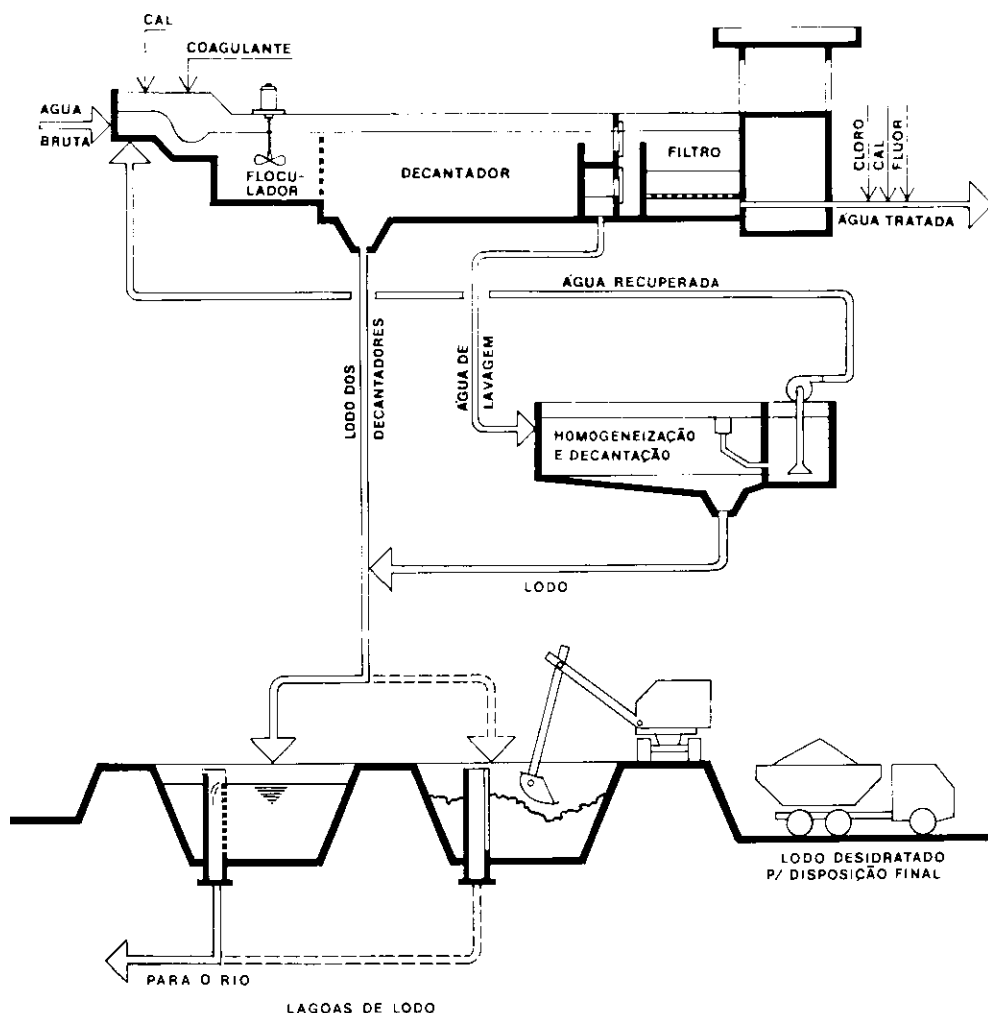 CAL
COAGULANTE
AGUA
BRUTA
FLOCU-
LADOR
DECANTADOR
FILTRO
CLORO
CAL
FLUOR
ÁGUA TRATADA
ÁGUA RECUPERADA
LODO DOS
DECANTADORES
ÁGUA DE
LAVAGEM
HOMOGENEIZAÇÃO
E DECANTAÇÃO
LODO
LODO DESIDRATADO
P/ DISPOSIÇÃO FINAL
PARA O RIO
LAGOAS DE LODO